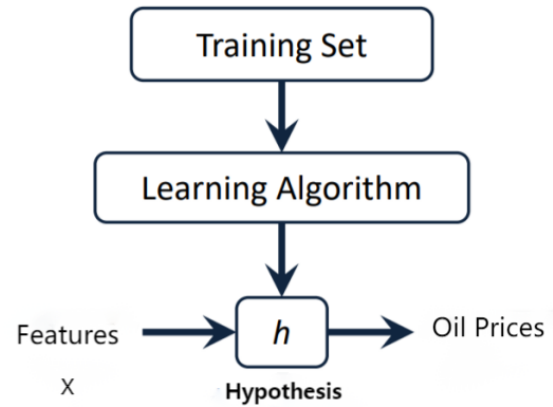 Training Set
Learning Algorithm
Features
h
Oil Prices
X
Hypothesis